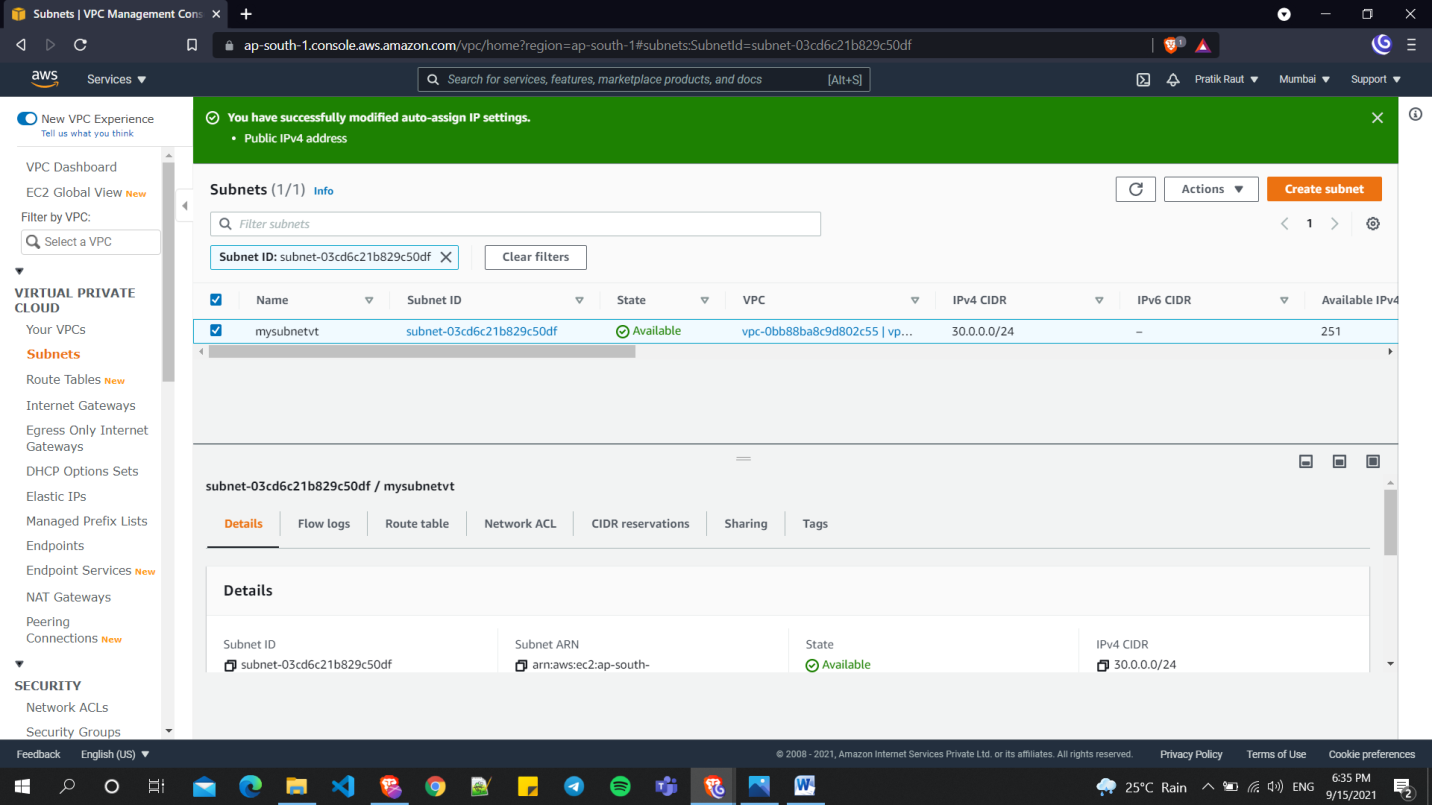 Subnets | VPC Management Cons
ap-south-1.console.aws.amazon.com/vpc/home?region=ap-south-1#subnets:SubnetId=subnet-03cd6c21b829c50df
1
aws
Services
Search for services, features, marketplace products, and docs
[Alt+S]
Pratik Raut
Mumbai
Support
New VPC Experience
Tell us what you think
VPC Dashboard
EC2 Global View New
Filter by VPC:
Select a VPC
VIRTUAL PRIVATE
CLOUD
Your VPCs
Subnets
Route Tables New
Internet Gateways
Egress Only Internet
Gateways
DHCP Options Sets
Elastic IPs
Managed Prefix Lists
Endpoints
Endpoint Services New
NAT Gateways
Peering
Connections New
SECURITY
Network ACLs
Security Groups
You have successfully modified auto-assign IP settings.
• Public IPv4 address
Subnets (1/1) Info
Actions
Create subnet
Filter subnets
1
Subnet ID: subnet-03cd6c21b829c50df
Clear filters
Name Subnet ID State VPC IPv4 CIDR IPv6 CIDR Available IPv4
mysubnetvt subnet-03cd6c21b829c50df Available vpc-0bb88ba8c9d802c55 | vp… 30.0.0.0/24 – 251
subnet-03cd6c21b829c50df / mysubnetvt
Details Flow logs Route table Network ACL CIDR reservations Sharing Tags
Details
Subnet ID Subnet ARN State IPv4 CIDR
subnet-03cd6c21b829c50df arn:aws:ec2:ap-south- Available 30.0.0.0/24
Feedback English (US) © 2008 - 2021, Amazon Internet Services Private Ltd. or its affiliates. All rights reserved. Privacy Policy Terms of Use Cookie preferences
25°C Rain ENG
6:35 PM
9/15/2021
2